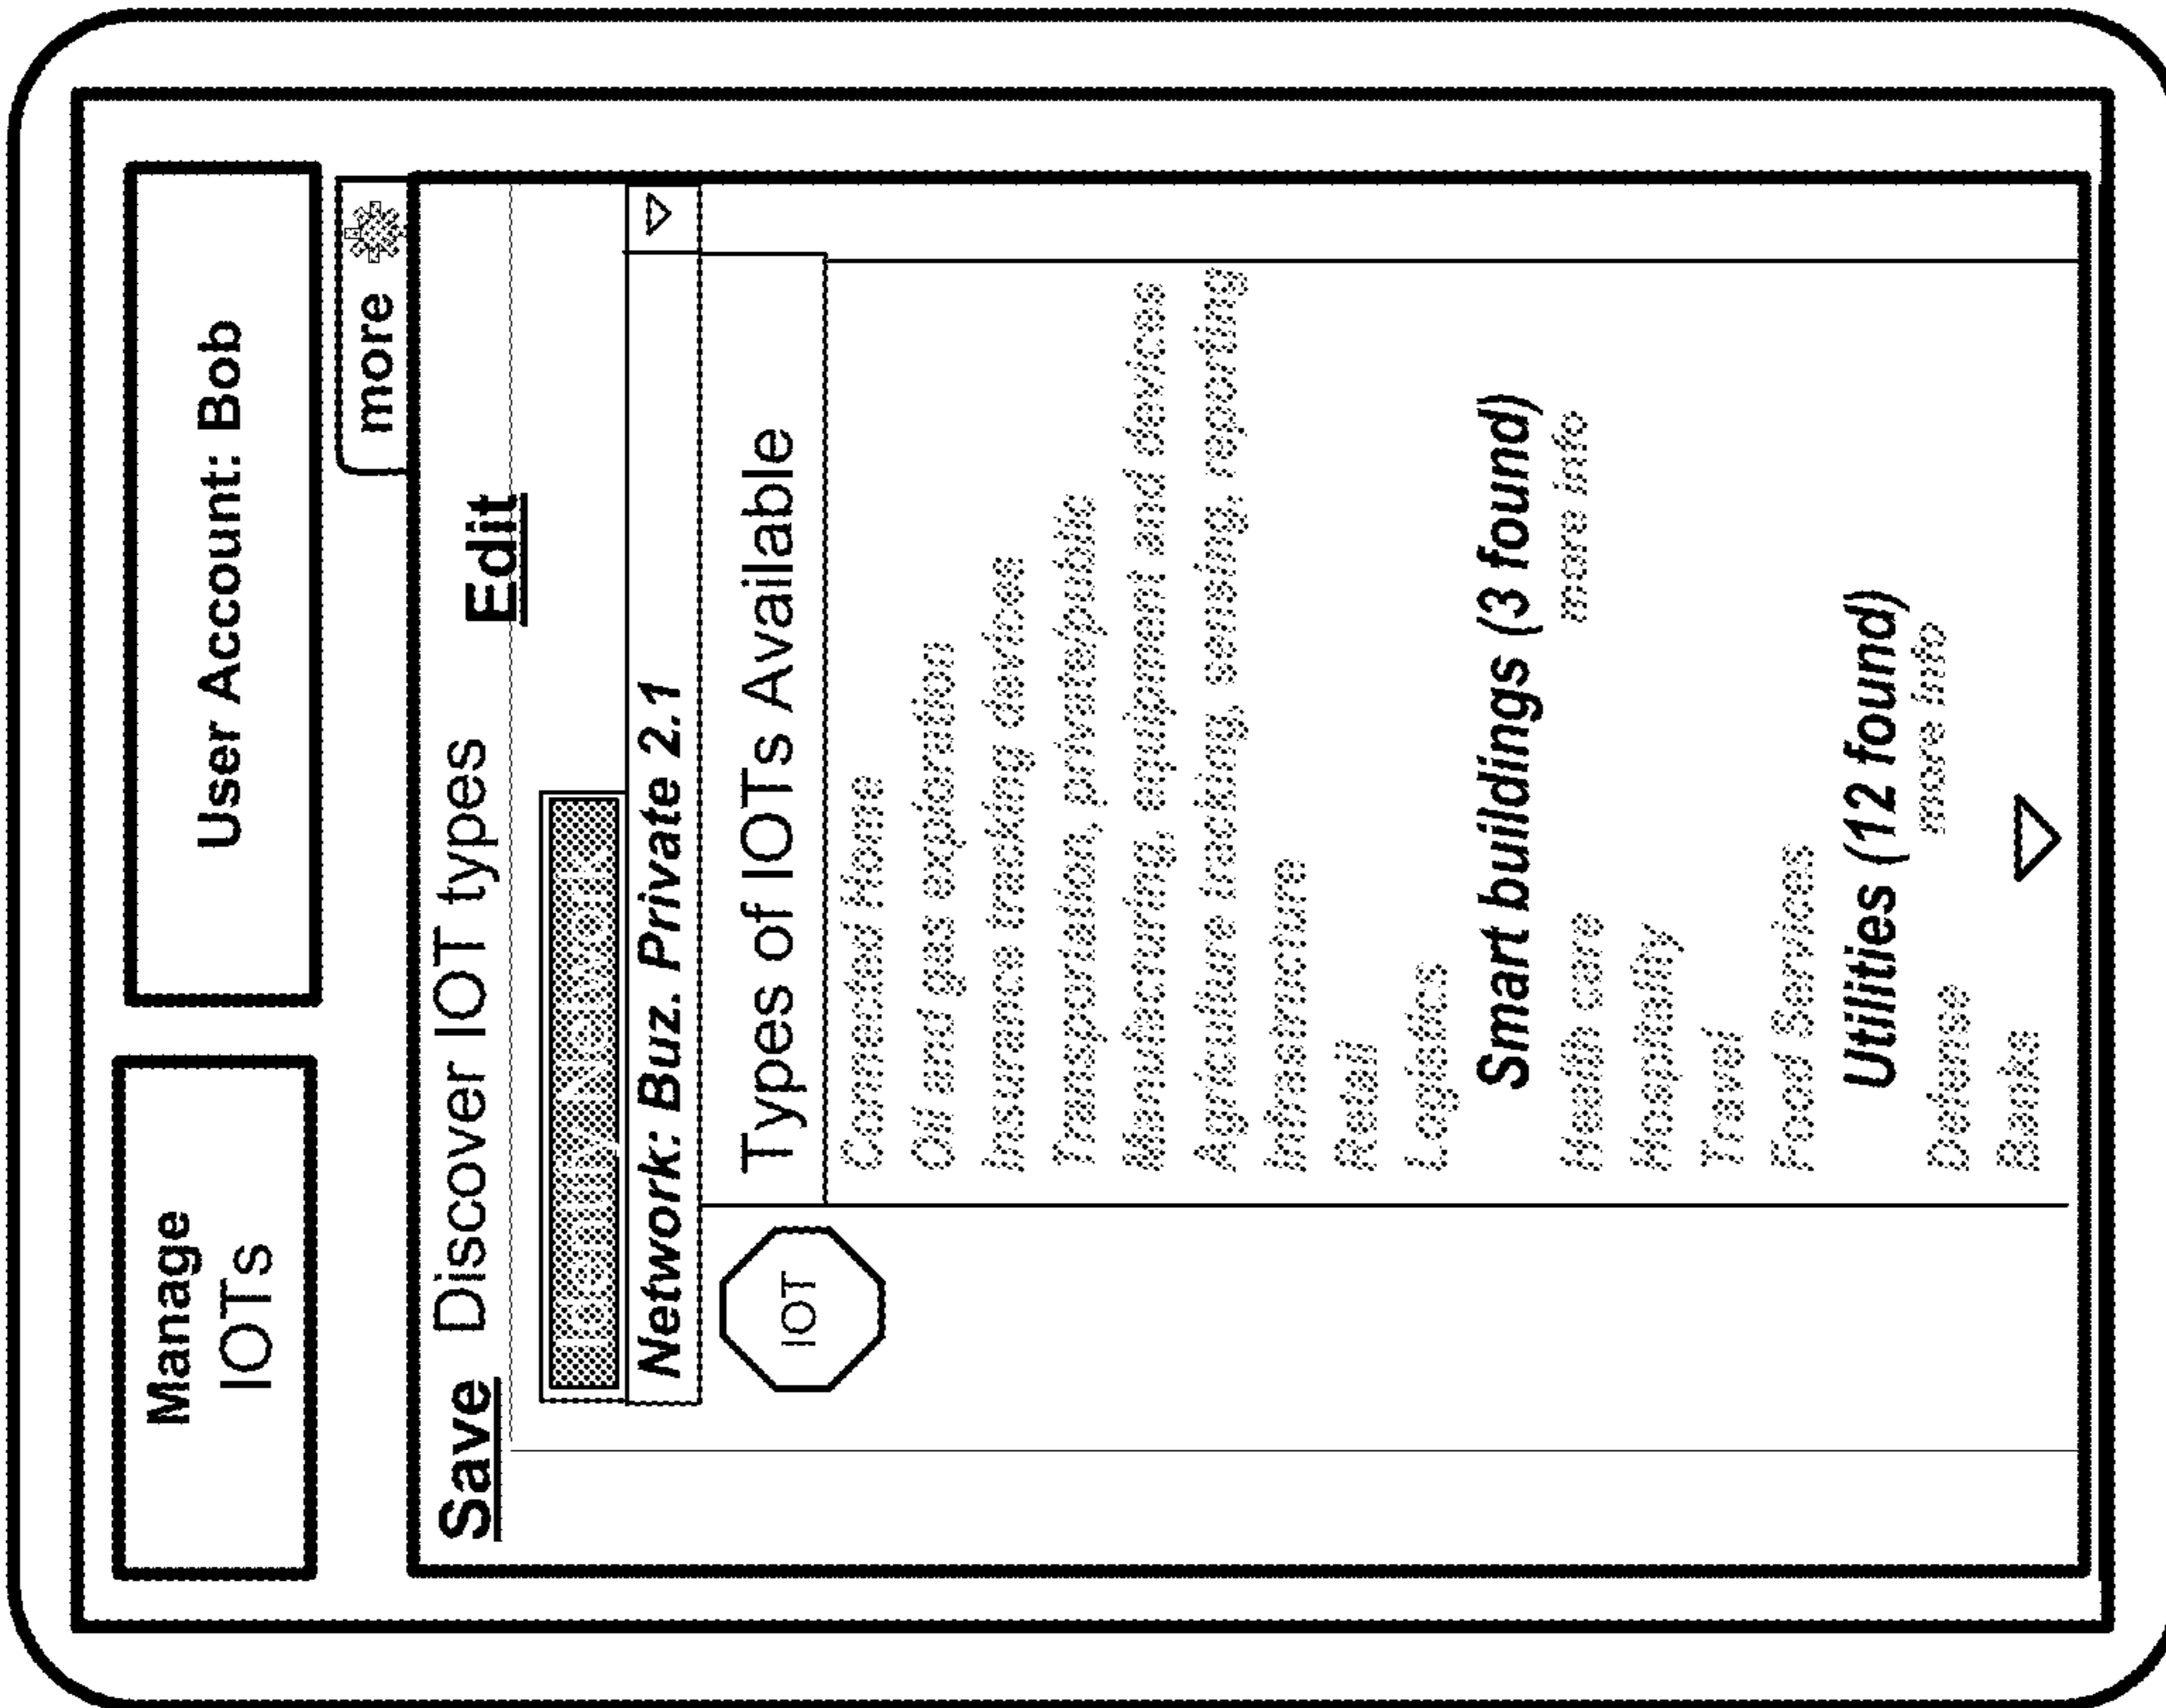 Manage
IOTs
User Account: Bob
more
Save Discover IOT types Edit
Identify Network
Network: Buz. Private 2.1
IOT
Types of IOTs Available
Connected Home
Oil and gas exploration
Insurance tracking devices
Transportation, private/public
Manufacturing, equipment and devices
Agriculture tracking, sensing, reporting
Infrastructure
Retail
Logistics
Smart buildings (3 found)
more info
Health care
Hospitality
Travel
Food Services
Utilities (12 found)
more info
Defense
Banks